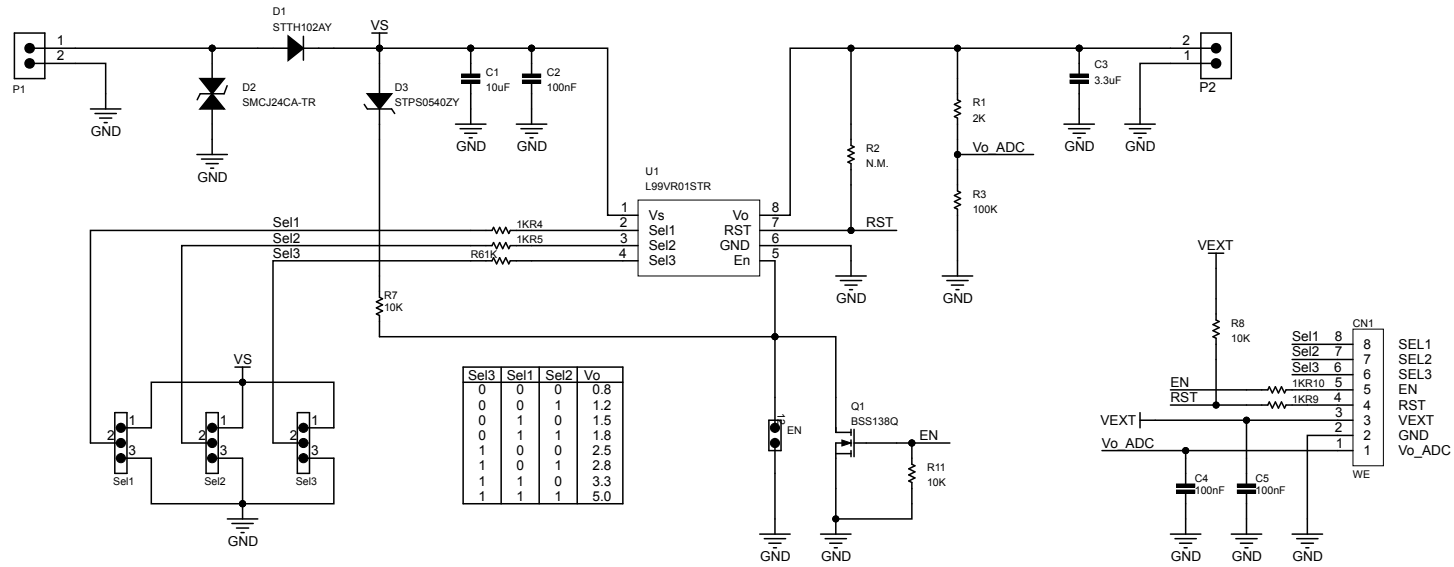 D1
STTH102AY
VS
1
2
P1
GND
D2
SMCJ24CA-TR
GND
D3
STPS0540ZY
C1
10uF
GND
C2
100nF
GND
R2
N.M.
R1
2K
Vo_ADC
R3
100K
GND
C3
3.3uF
GND
2
1
P2
GND
U1
L99VR01STR
1 Vs Vo 8
2 Sel1 RST 7
3 Sel2 GND 6
4 Sel3 En 5
RST
GND
Sel1 1KR4
Sel2 1KR5
Sel3 R61K
R7
10K
VS
1
2
3
Sel1
1
2
3
Sel2
1
2
3
Sel3
GND
Sel3 Sel1 Sel2 Vo
0 0 0 0.8
0 0 1 1.2
0 1 0 1.5
0 1 1 1.8
1 0 0 2.5
1 0 1 2.8
1 1 0 3.3
1 1 1 5.0
EN
GND
Q1
BSS138Q
EN
R11
10K
GND
VEXT
R8
10K
CN1
Sel1 8 8 SEL1
Sel2 7 7 SEL2
Sel3 6 6 SEL3
EN 1KR10 5 5 EN
RST 1KR9 4 4 RST
VEXT 3 3 VEXT
2 2 GND
Vo_ADC 1 1 Vo_ADC
WE
C4
100nF
GND
C5
100nF
GND
GND